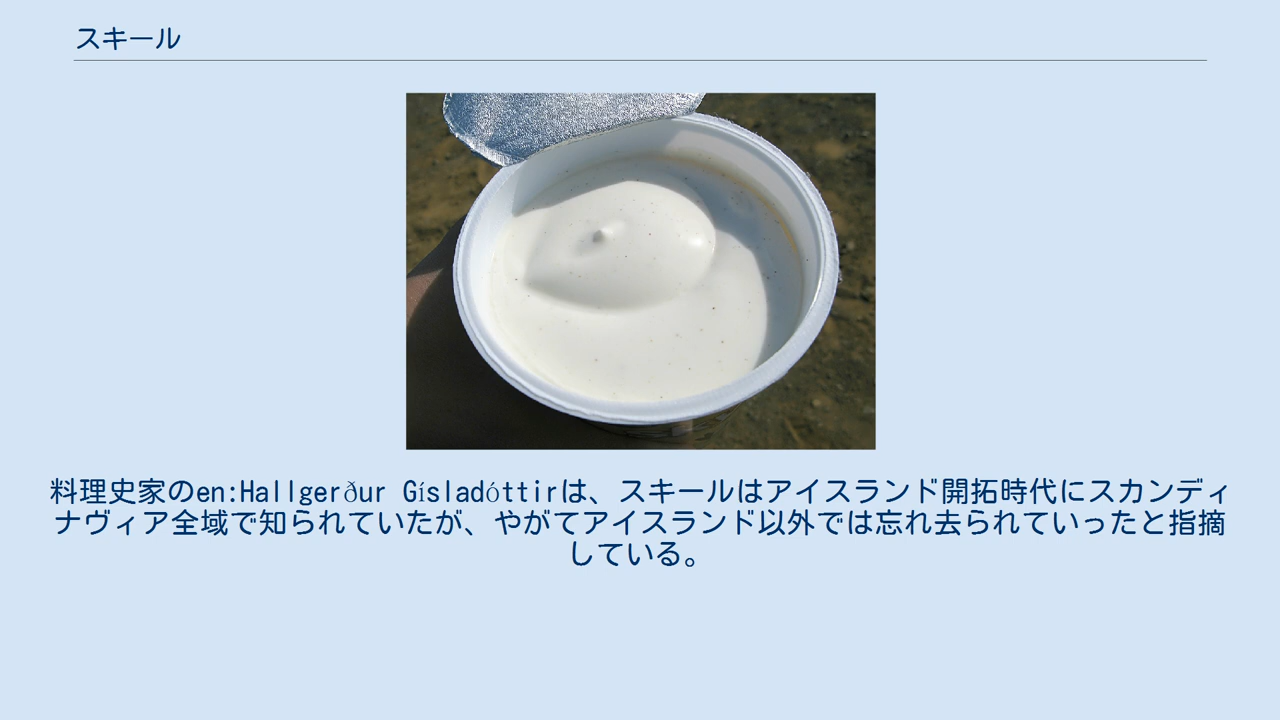 スキール
料理史家のen:Hallgerður Gísladóttirは、スキールはアイスランド開拓時代にスカンディ
ナヴィア全域で知られていたが、やがてアイスランド以外では忘れ去られていったと指摘
している。